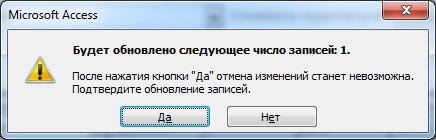 Microsoft Access
Будет обновлено следующее число записей: 1.
После нажатия кнопки "Да" отмена изменений станет невозможна.
Подтвердите обновление записей.
Да
Нет